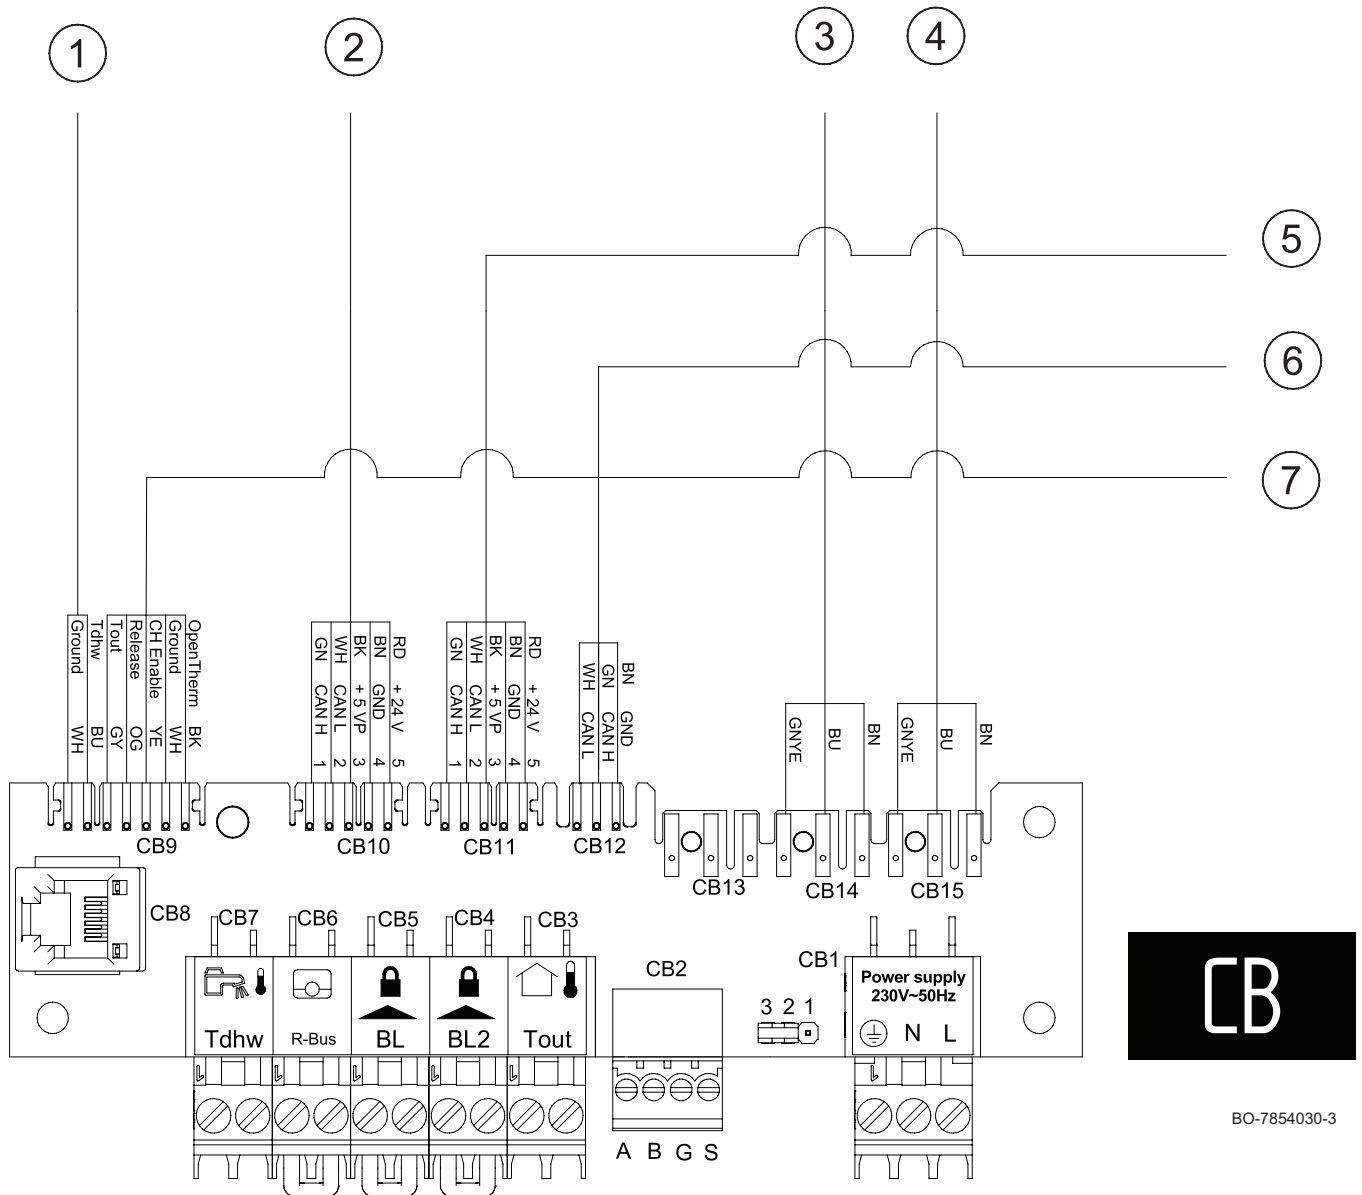 1
2
3
4
5
6
7
Ground WH
Tdhw BU
Tout GY
Release OG
CH Enable YE
Ground WH
OpenTherm BK
GN CAN H 1
WH CAN L 2
BK + 5 VP 3
BN GND 4
RD + 24 V 5
GN CAN H 1
WH CAN L 2
BK + 5 VP 3
BN GND 4
RD + 24 V 5
WH CAN L
GN CAN H
BN GND
GNYE
BU
BN
GNYE
BU
BN
CB9
CB10
CB11
CB12
CB13
CB14
CB15
CB8
CB7
CB6
CB5
CB4
CB3
CB2
CB1
Tdhw
R-Bus
BL
BL2
Tout
3 2 1
Power supply
230V~50Hz
N L
A B G S
CB
BO-7854030-3